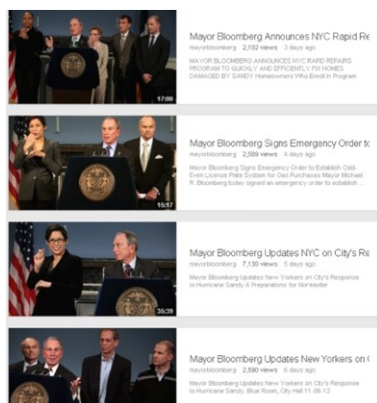 Mayor Bloomberg Announces NYC Rapid Re
mayorbloomberg 2,102 views 3 days ago
MAYOR BLOOMBERG ANNOUNCES NYC RAPID REPAIRS
PROGRAM TO QUICKLY AND EFFICIENTLY FIX HOMES
DAMAGED BY SANDY Homeowners Who Enroll in Program
17:00
Mayor Bloomberg Signs Emergency Order to
mayorbloomberg 2,509 views 4 days ago
Mayor Bloomberg Signs Emergency Order to Establish Odd-
Even License Plate System for Gas Purchases Mayor Michael
R. Bloomberg today signed an emergency order to establish ...
15:17
Mayor Bloomberg Updates NYC on City's Re
mayorbloomberg 7,130 views 5 days ago
Mayor Bloomberg Updates New Yorkers on City's Response
to Hurricane Sandy & Preparations for Nor'easter
Mayor Bloomberg Updates New Yorkers on
mayorbloomberg 2,590 views 6 days ago
Mayor Bloomberg Updates New Yorkers on City's Response
to Hurricane Sandy. Blue Room, City Hall 11-06-12